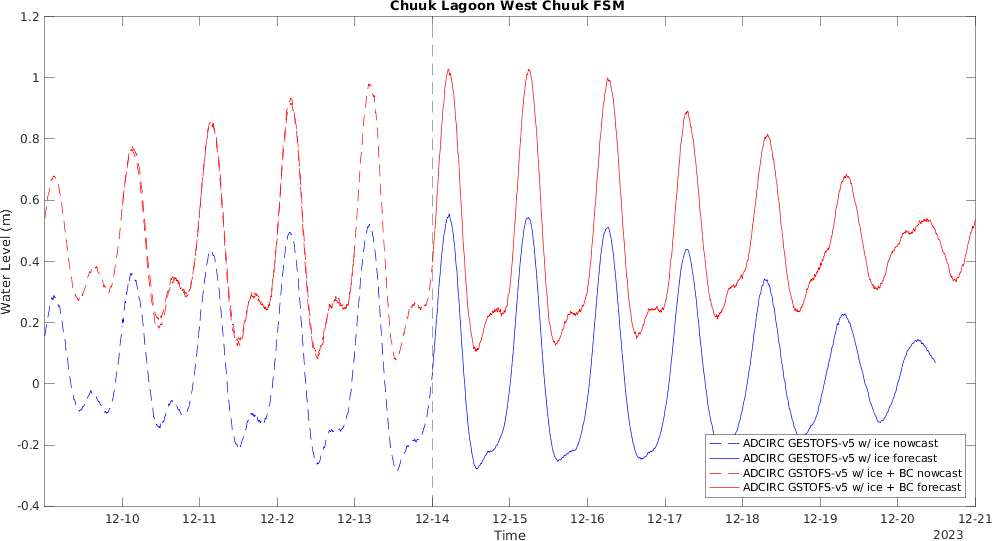 Chuuk Lagoon West Chuuk FSM
1.2
1
0.8
0.6
0.4
0.2
0
-0.2
-0.4
Water Level (m)
ADCIRC GESTOFS-v5 w/ ice nowcast
ADCIRC GESTOFS-v5 w/ ice forecast
ADCIRC GSTOFS-v5 w/ ice + BC nowcast
ADCIRC GSTOFS-v5 w/ ice + BC forecast
12-10 12-11 12-12 12-13 12-14 12-15 12-16 12-17 12-18 12-19 12-20 12-21
Time
2023